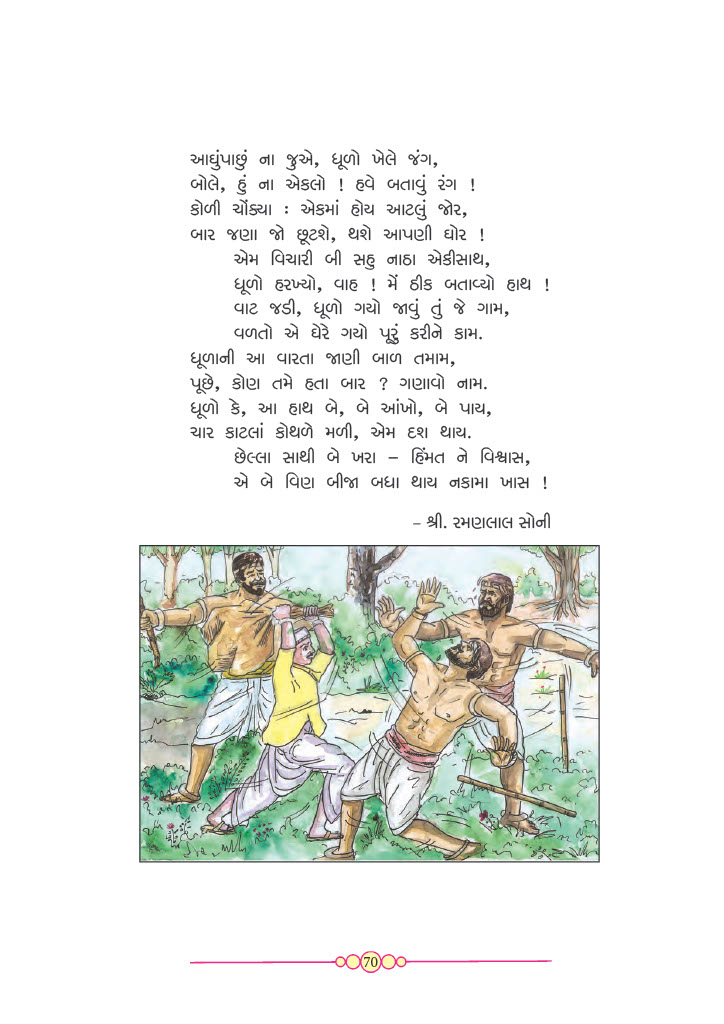 આઘુંપાછું ના જુએ, ધૂળો ખેલે જંગ,
બોલે, હું ના એકલો ! હવે બતાવું રંગ !
કોળી ચોંક્યા : એકમાં હોય આટલું જોર,
બાર જણા જો છૂટશે, થશે આપણી ઘોર !
એમ વિચારી બી સહુ નાઠા એકીસાથ,
ધૂળો હરખ્યો, વાહ ! મેં ઠીક બતાવ્યો હાથ !
વાટ જડી, ધૂળો ગયો જાવું તું જે ગામ,
વળતો એ ઘેરે ગયો પૂરું કરીને કામ.
ધૂળાની આ વારતા જાણી બાળ તમામ,
પૂછે, કોણ તમે હતા બાર ? ગણાવો નામ.
ધૂળો કે, આ હાથ બે, બે આંખો, બે પાય,
ચાર કાટલાં કોથળે મળી, એમ દશ થાય.
છેલ્લા સાથી બે ખરા – હિંમત ને વિશ્વાસ,
એ બે વિણ બીજા બધા થાય નકામા ખાસ !
– શ્રી. રમણલાલ સોની
70